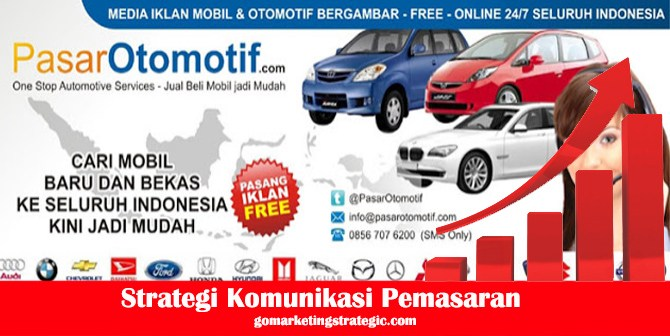 MEDIA IKLAN MOBIL & OTOMOTIF BERGAMBAR - FREE - ONLINE 24/7 SELURUH INDONESIA
PasarOtomotif.com
One Stop Automotive Services - Jual Beli Mobil jadi Mudah
CARI MOBIL
BARU DAN BEKAS
KE SELURUH INDONESIA
KINI JADI MUDAH
PASANG
IKLAN
FREE
@PasarOtomotif
info@pasarotomotif.com
0856 707 6200 (SMS Only)
Audi
CHEVROLET
DAIHATSU
Ford
HONDA
HYUNDAI
ISUZU
JAGUAR
Strategi Komunikasi Pemasaran
gomarketingstrategic.com